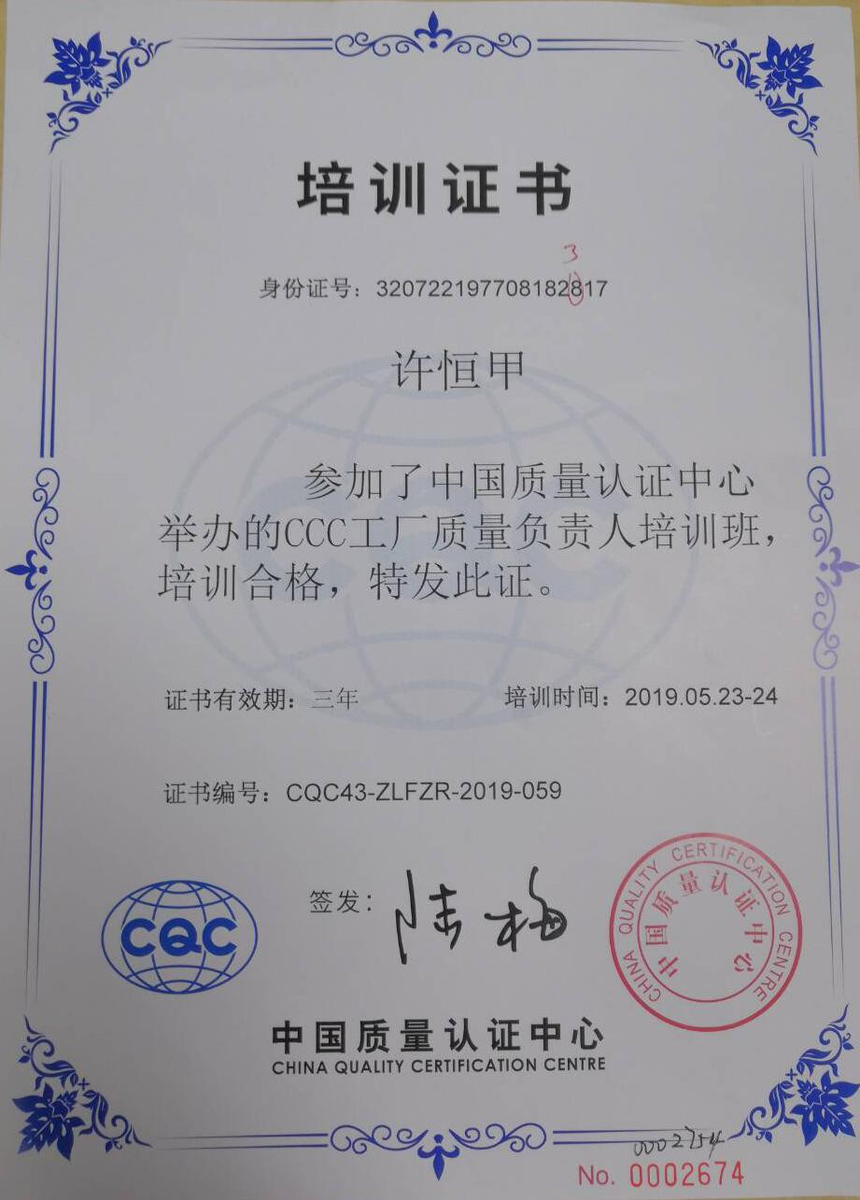 培训证书
3
身份证号：320722197708182817
许恒甲
参加了中国质量认证中心
举办的CCC工厂质量负责人培训班，
培训合格，特发此证。
证书有效期：三年
培训时间：2019.05.23-24
证书编号：CQC43-ZLFZR-2019-059
签发：陆梅
CQC
CHINA QUALITY CERTIFICATION CENTRE
中国质量认证中心
中国质量认证中心
CHINA QUALITY CERTIFICATION CENTRE
0002754
No. 0002674